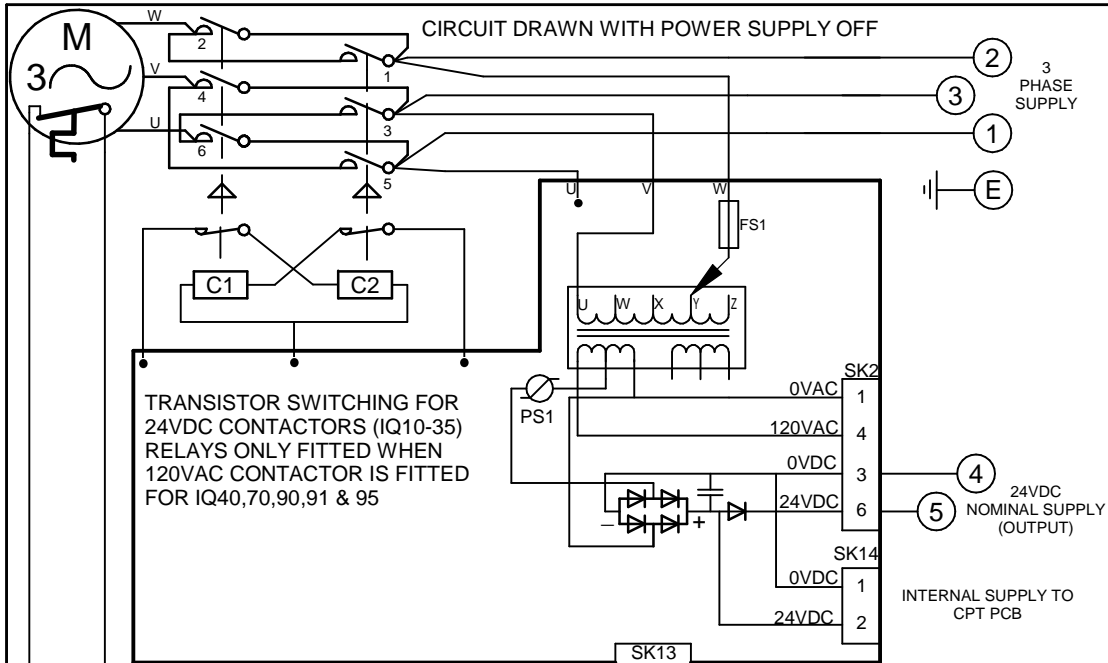 CIRCUIT DRAWN WITH POWER SUPPLY OFF
W
M
3
V
U
2
1
4
3
6
5
2
3
PHASE
SUPPLY
3
1
E
U
V
W
FS1
C1
C2
U
W
X
Y
Z
TRANSISTOR SWITCHING FOR
24VDC CONTACTORS (IQ10-35)
RELAYS ONLY FITTED WHEN
120VAC CONTACTOR IS FITTED
FOR IQ40,70,90,91 & 95
PS1
SK2
0VAC
1
120VAC
4
0VDC
3
24VDC
6
4
5
24VDC
NOMINAL SUPPLY
(OUTPUT)
–
+
SK14
0VDC
1
24VDC
2
INTERNAL SUPPLY TO
CPT PCB
SK13